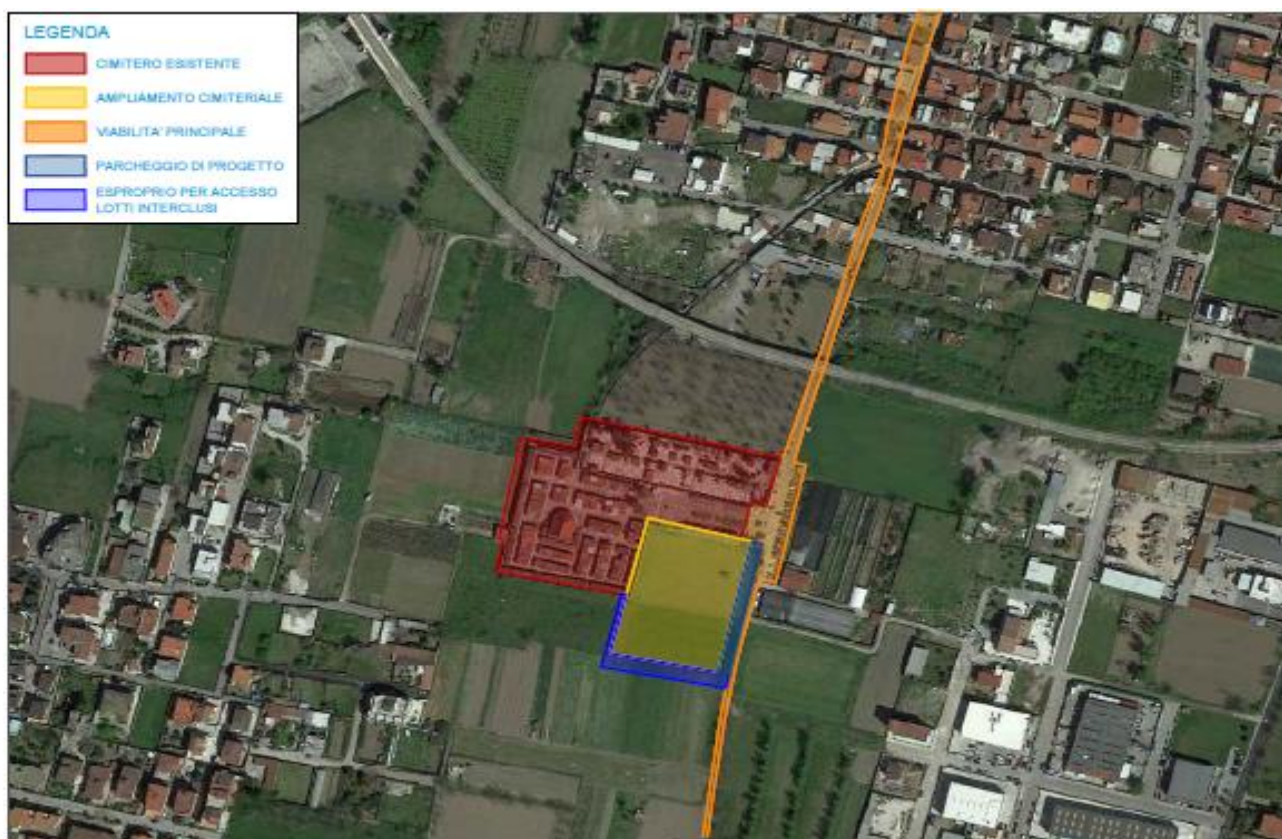 LEGENDA
CIMITERO ESISTENTE
AMPLIAMENTO CIMITERIALE
VIABILITA' PRINCIPALE
PARCHEGGIO DI PROGETTO
ESPROPRIO PER ACCESSO
LOTTI INTERCLUSI